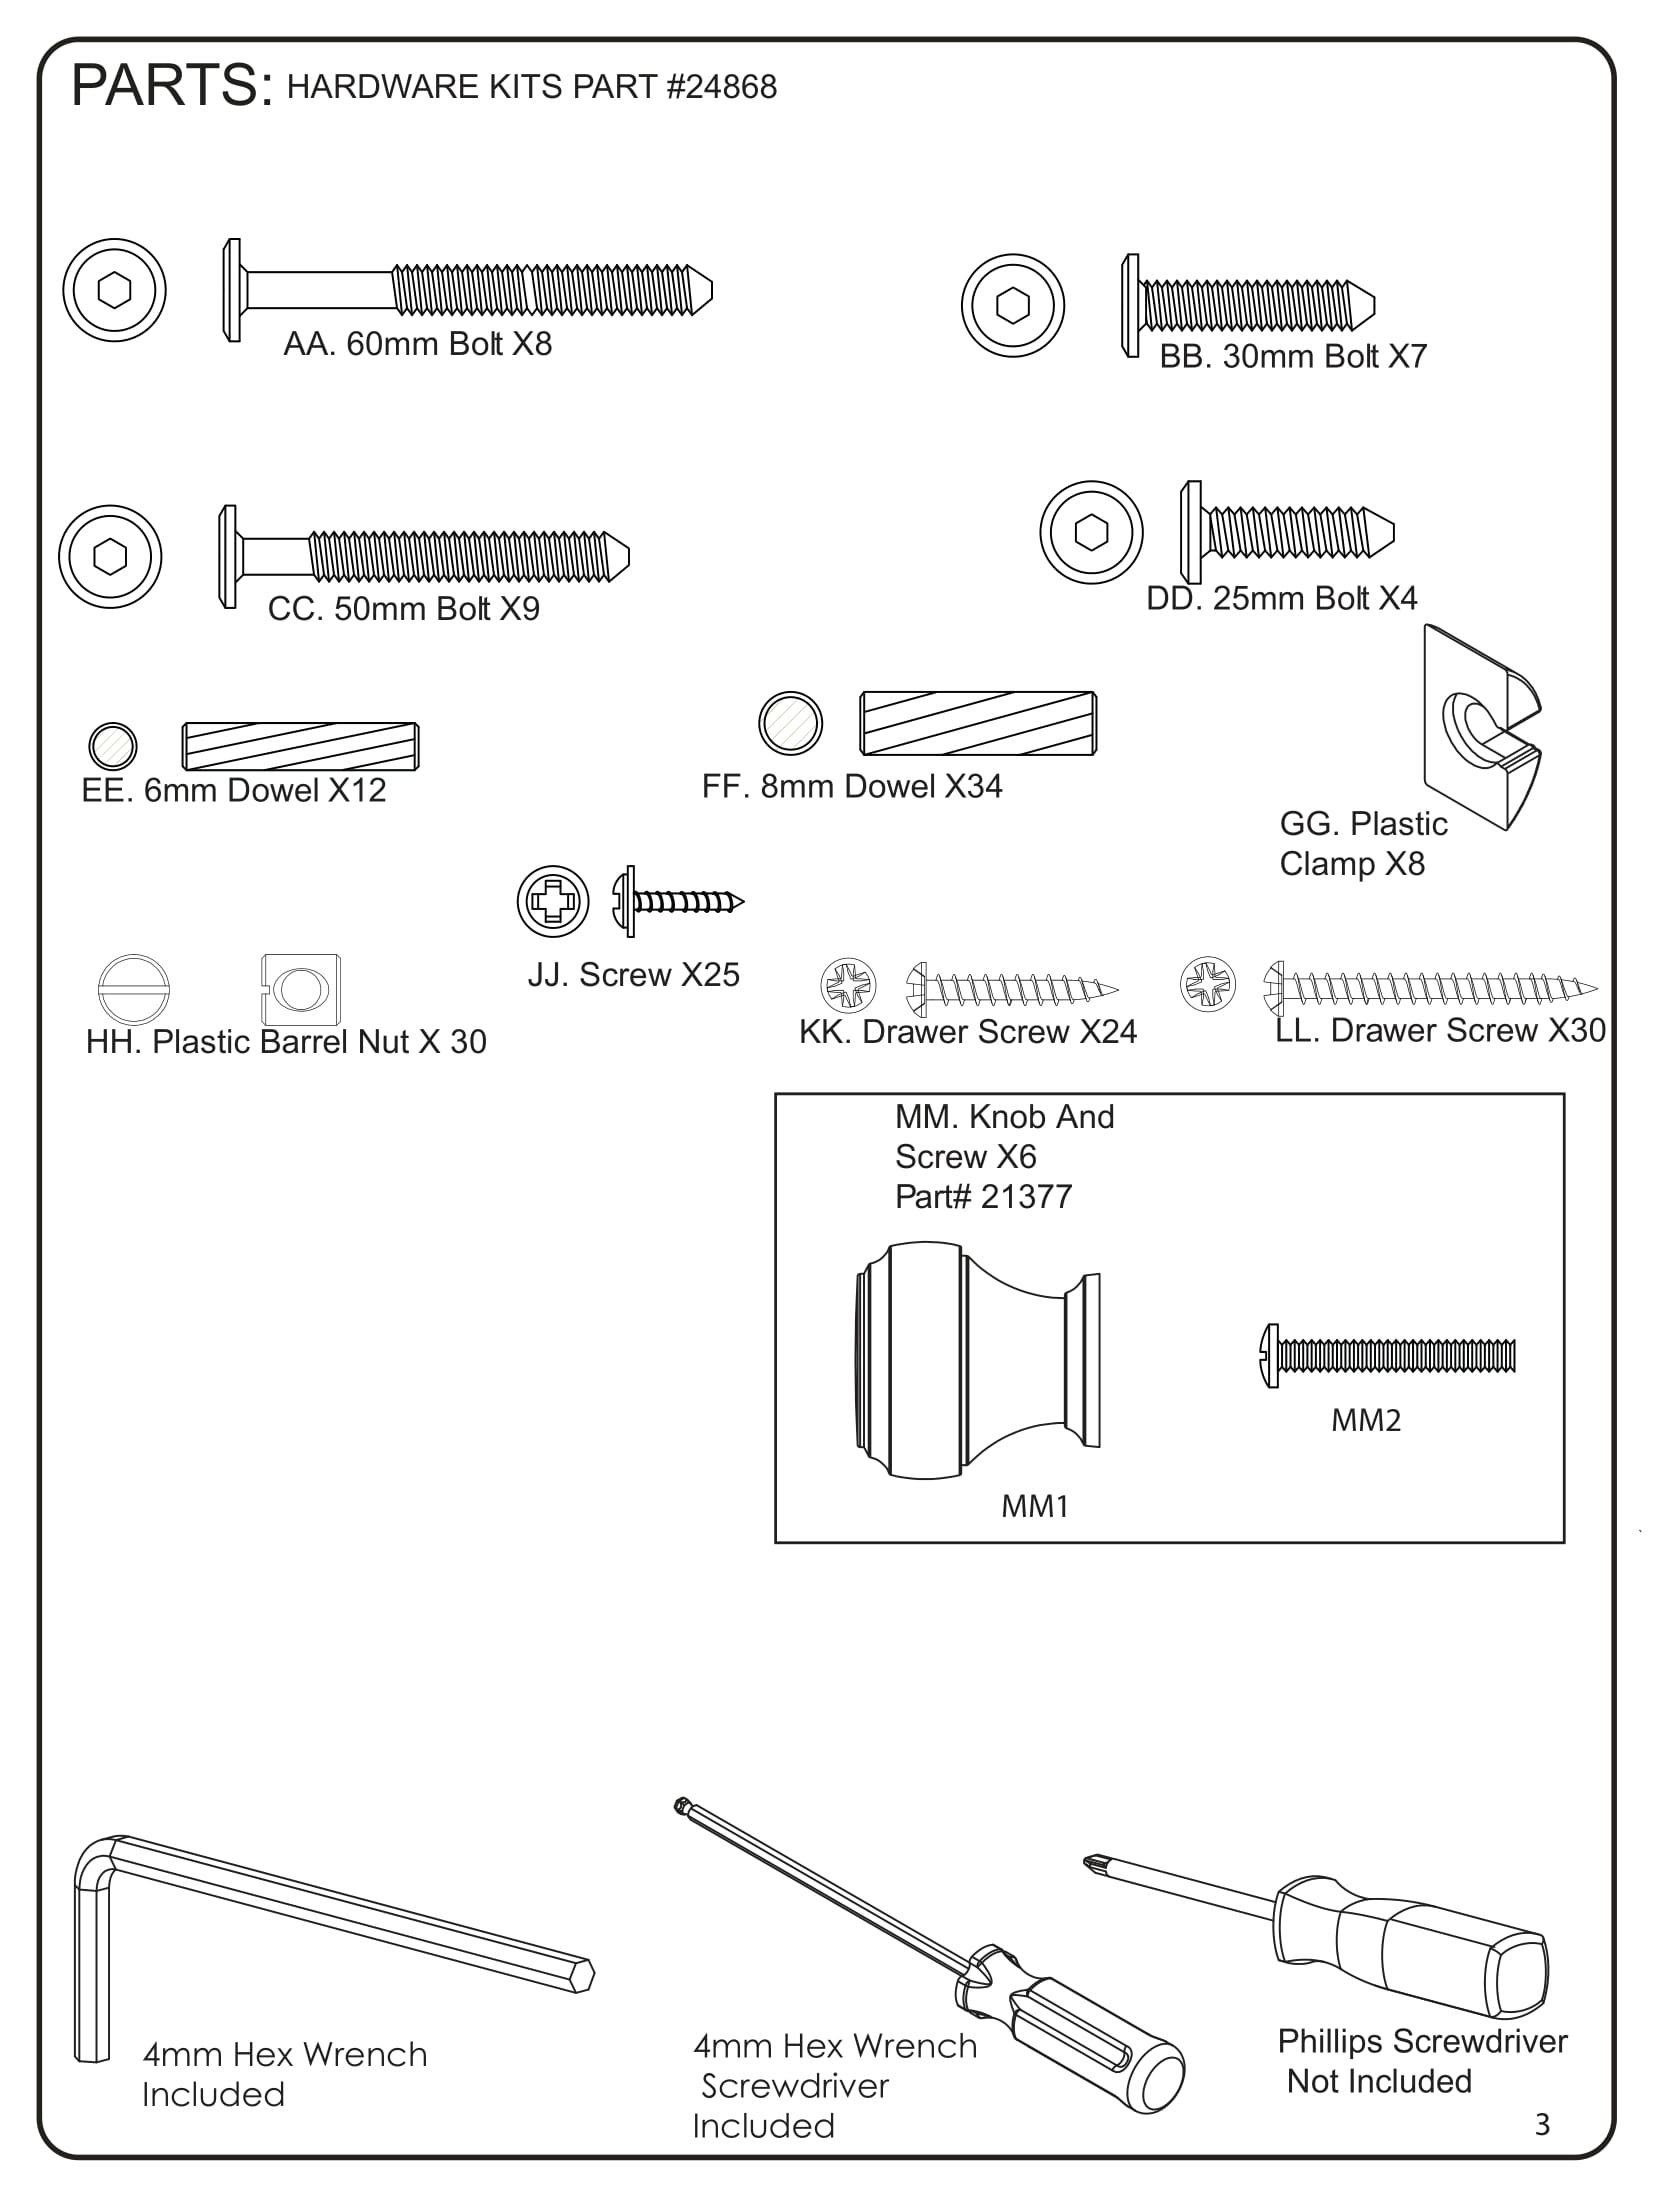 PARTS: HARDWARE KITS PART #24868
AA. 60mm Bolt X8
BB. 30mm Bolt X7
CC. 50mm Bolt X9
DD. 25mm Bolt X4
EE. 6mm Dowel X12
FF. 8mm Dowel X34
GG. Plastic
Clamp X8
HH. Plastic Barrel Nut X 30
JJ. Screw X25
KK. Drawer Screw X24
LL. Drawer Screw X30
MM. Knob And
Screw X6
Part# 21377
MM1
MM2
4mm Hex Wrench
Included
4mm Hex Wrench
Screwdriver
Included
Phillips Screwdriver
Not Included
3